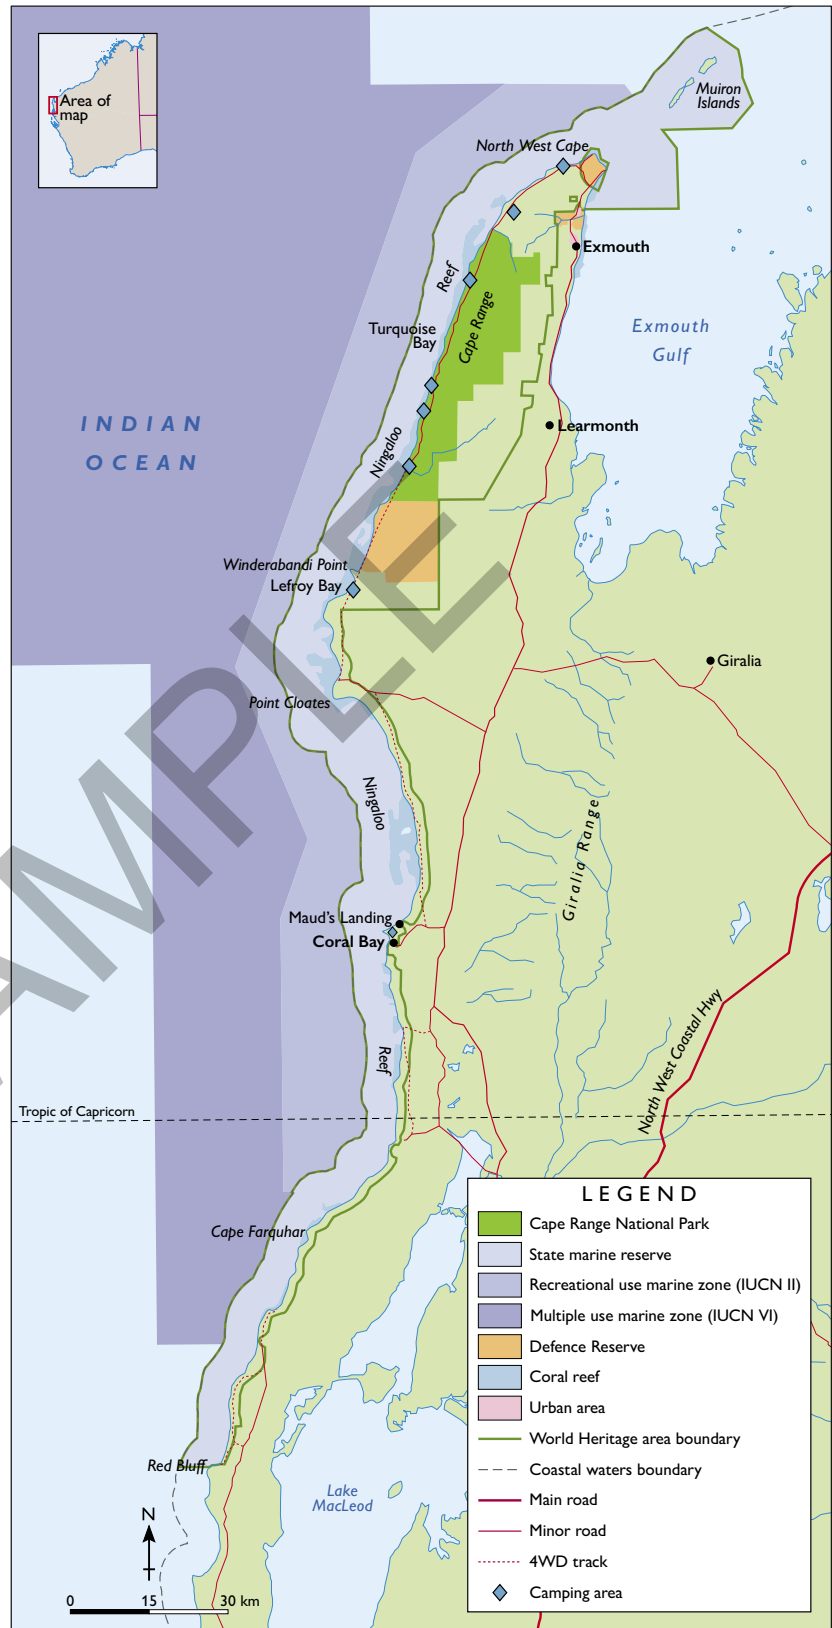 Area of
map
Muiron
Islands
North West Cape
Exmouth
Reef
Cape Range
Turquoise
Bay
Exmouth
Gulf
INDIAN
OCEAN
Learmonth
Ningaloo
Winderabandi Point
Lefroy Bay
Giralia
Point Cloates
Ningaloo
Giralia Range
Maud's Landing
Coral Bay
North West Coastal Hwy
Reef
Tropic of Capricorn
Cape Farquhar
Red Bluff
Lake
MacLeod
N
0 15 30 km
LEGEND
Cape Range National Park
State marine reserve
Recreational use marine zone (IUCN II)
Multiple use marine zone (IUCN VI)
Defence Reserve
Coral reef
Urban area
World Heritage area boundary
Coastal waters boundary
Main road
Minor road
4WD track
Camping area
AMPLE